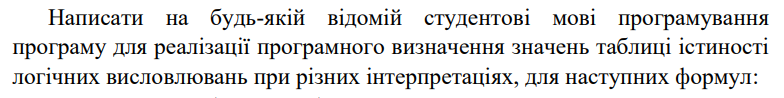 Написати на будь-якій відомій студентові мові програмування
програму для реалізації програмного визначення значень таблиці істиності
логічних висловлювань при різних інтерпретаціях, для наступних формул: